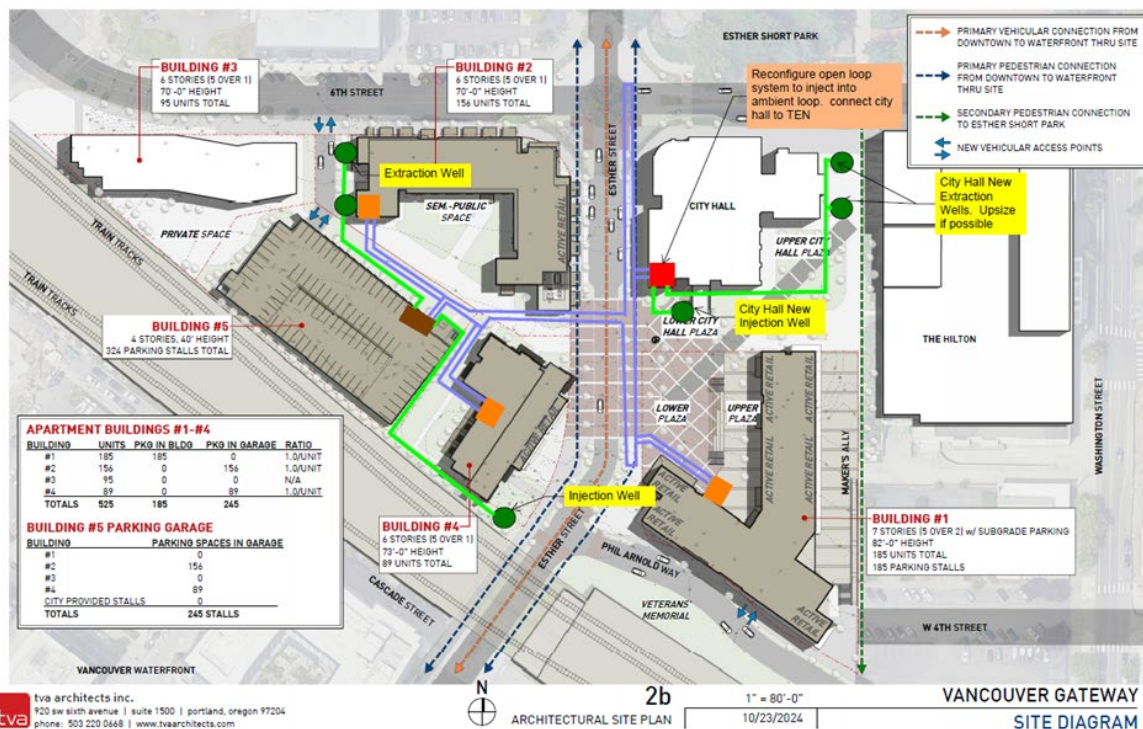 ESTHER SHORT PARK
PRIMARY VEHICULAR CONNECTION FROM
DOWNTOWN TO WATERFRONT THRU SITE
PRIMARY PEDESTRIAN CONNECTION
FROM DOWNTOWN TO WATERFRONT
THRU SITE
SECONDARY PEDESTRIAN CONNECTION
TO ESTHER SHORT PARK
NEW VEHICULAR ACCESS POINTS
BUILDING #3
6 STORIES (5 OVER 1)
70'-0" HEIGHT
95 UNITS TOTAL
6TH STREET
BUILDING #2
6 STORIES (5 OVER 1)
70'-0" HEIGHT
156 UNITS TOTAL
Reconfigure open loop
system to inject into
ambient loop. connect city
hall to TEN
ESTHER STREET
Extraction Well
SEM.-PUBLIC
SPACE
ACTIVE RETAIL
CITY HALL
City Hall New
Extraction
Wells. Upsize
if possible
UPPER CITY
HALL PLAZA
TRAIN TRACKS
TRAIN TRACKS
PRIVATE SPACE
City Hall New
Injection Well
LOWER CITY
HALL PLAZA
THE HILTON
WASHINGTON STREET
BUILDING #5
4 STORIES, 40' HEIGHT
324 PARKING STALLS TOTAL
LOWER
PLAZA
UPPER
PLAZA
ACTIVE RETAIL
ACTIVE RETAIL
ACTIVE RETAIL
ACTIVE RETAIL
MAKER'S ALLY
APARTMENT BUILDINGS #1-#4
BUILDING UNITS PKG IN BLDG PKG IN GARAGE RATIO
#1 185 185 0 1.0/UNIT
#2 156 0 156 1.0/UNIT
#3 95 0 0 N/A
#4 89 0 89 1.0/UNIT
TOTALS 525 185 245
BUILDING #5 PARKING GARAGE
BUILDING PARKING SPACES IN GARAGE
#1 0
#2 156
#3 0
#4 89
CITY PROVIDED STALLS 0
TOTALS 245 STALLS
Injection Well
ACTIVE
RETAIL
ACTIVE
RETAIL
BUILDING #4
6 STORIES (5 OVER 1)
73'-0" HEIGHT
89 UNITS TOTAL
ESTHER STREET
PHIL ARNOLD WAY
BUILDING #1
7 STORIES (5 OVER 2) w/ SUBGRADE PARKING
82'-0" HEIGHT
185 UNITS TOTAL
185 PARKING STALLS
CASCADE STREET
VETERANS'
MEMORIAL
ACTIVE
RETAIL
W 4TH STREET
VANCOUVER WATERFRONT
tva
tva architects inc.
920 sw sixth avenue | suite 1500 | portland, oregon 97204
phone: 503 220 0668 | www.tvaarchitects.com
N
2b
ARCHITECTURAL SITE PLAN
1" = 80'-0"
10/23/2024
VANCOUVER GATEWAY
SITE DIAGRAM